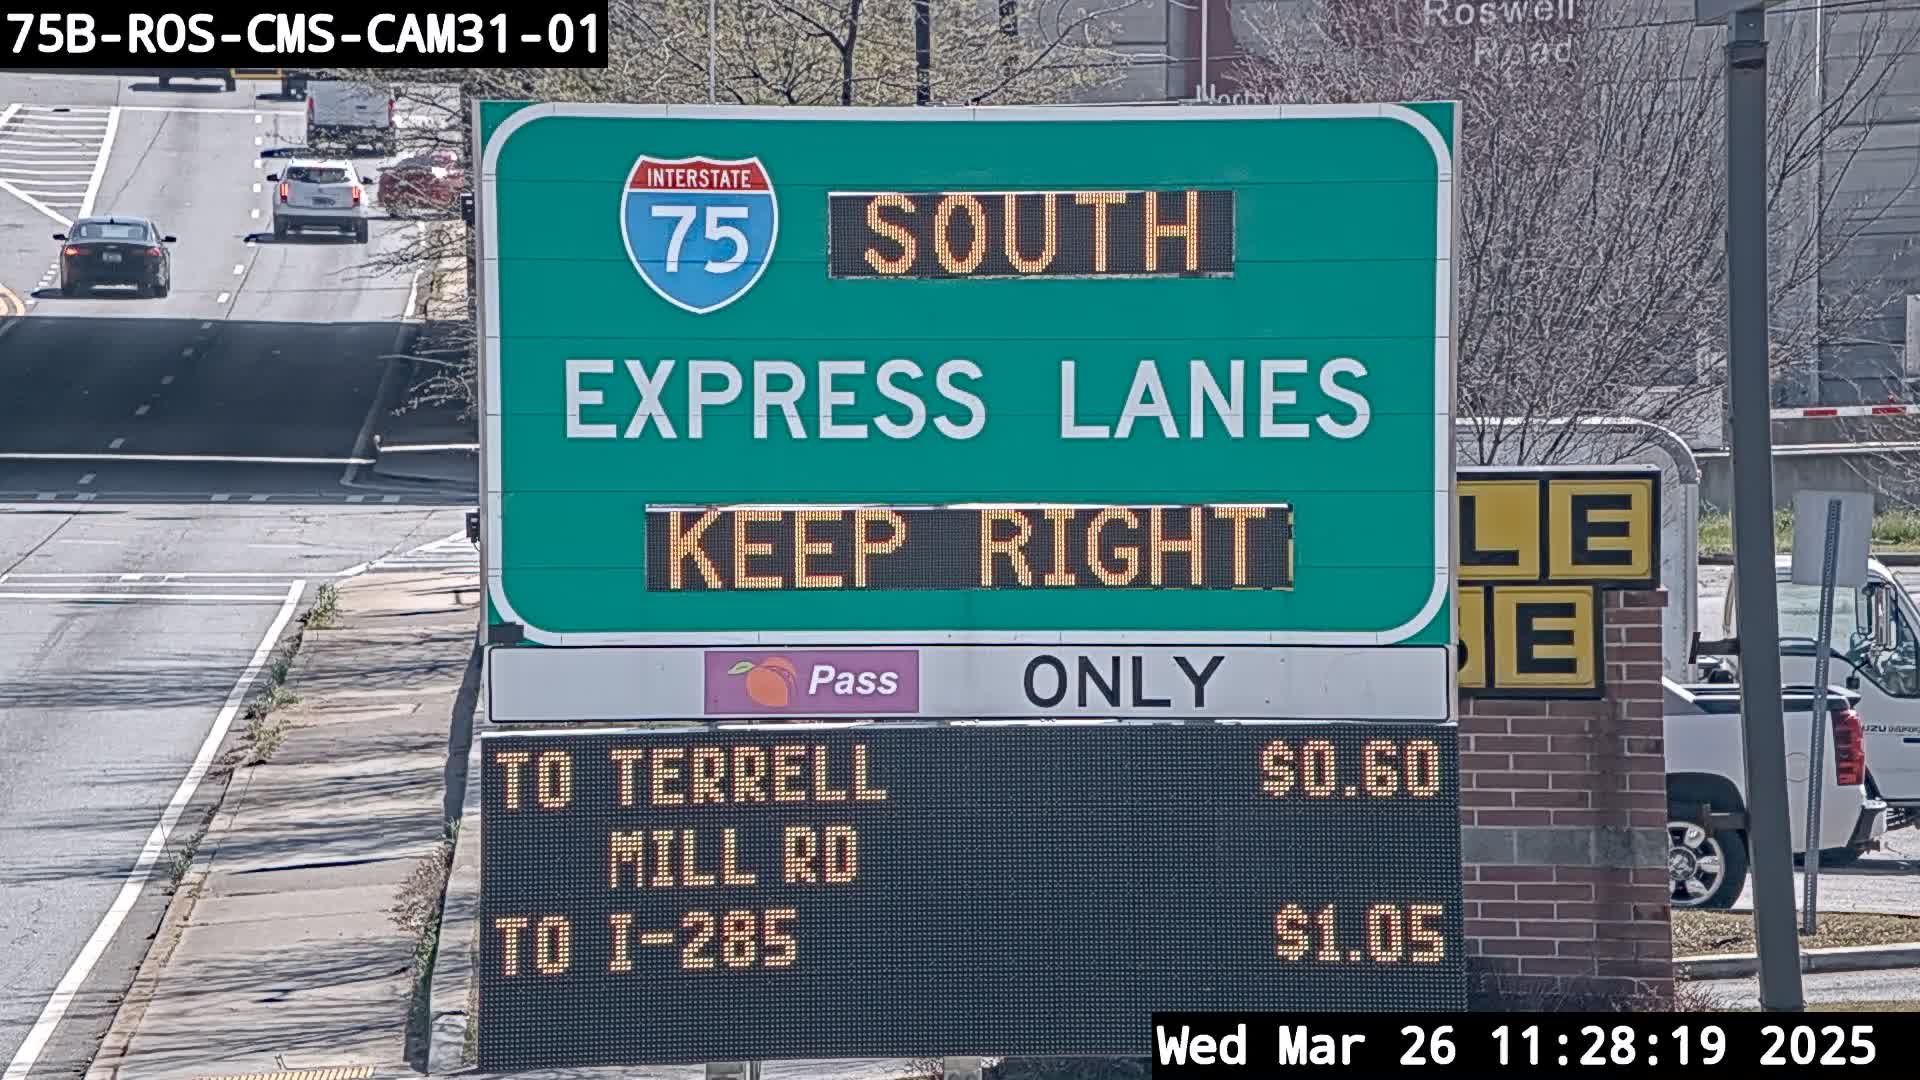 75B-ROS-CMS-CAM31-01
Roswell
Road
INTERSTATE
75
SOUTH
EXPRESS LANES
KEEP RIGHT
Pass ONLY
TO TERRELL $0.60
MILL RD
TO I-285 $1.05
LE
E
Wed Mar 26 11:28:19 2025